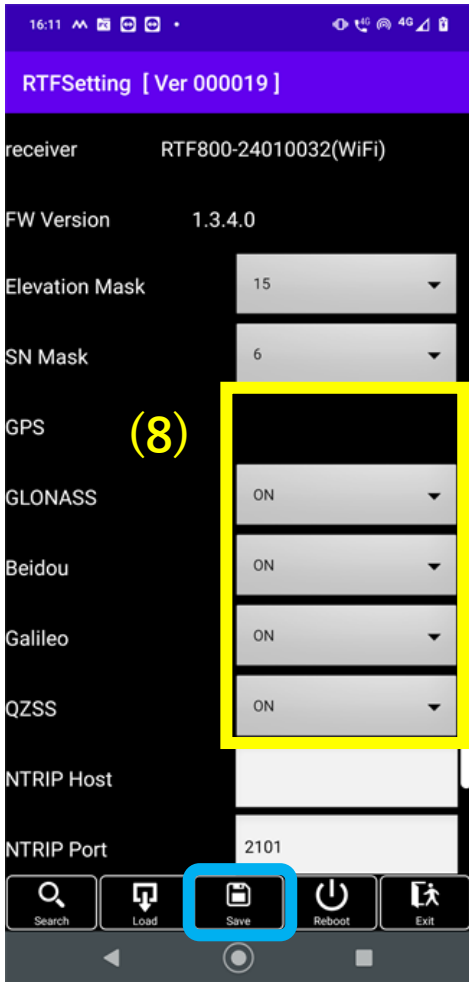 16:11 4G 4G
RTFSetting [ Ver 000019 ]
receiver RTF800-24010032(WiFi)
FW Version 1.3.4.0
Elevation Mask 15
SN Mask 6
GPS (8)
GLONASS ON
Beidou ON
Galileo ON
QZSS ON
NTRIP Host
NTRIP Port 2101
Search Load Save Reboot Exit